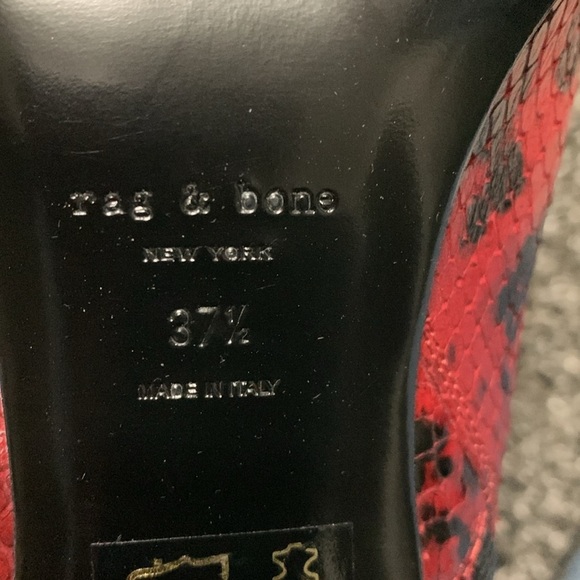 rag & bone
NEW YORK
37½
MADE IN ITALY